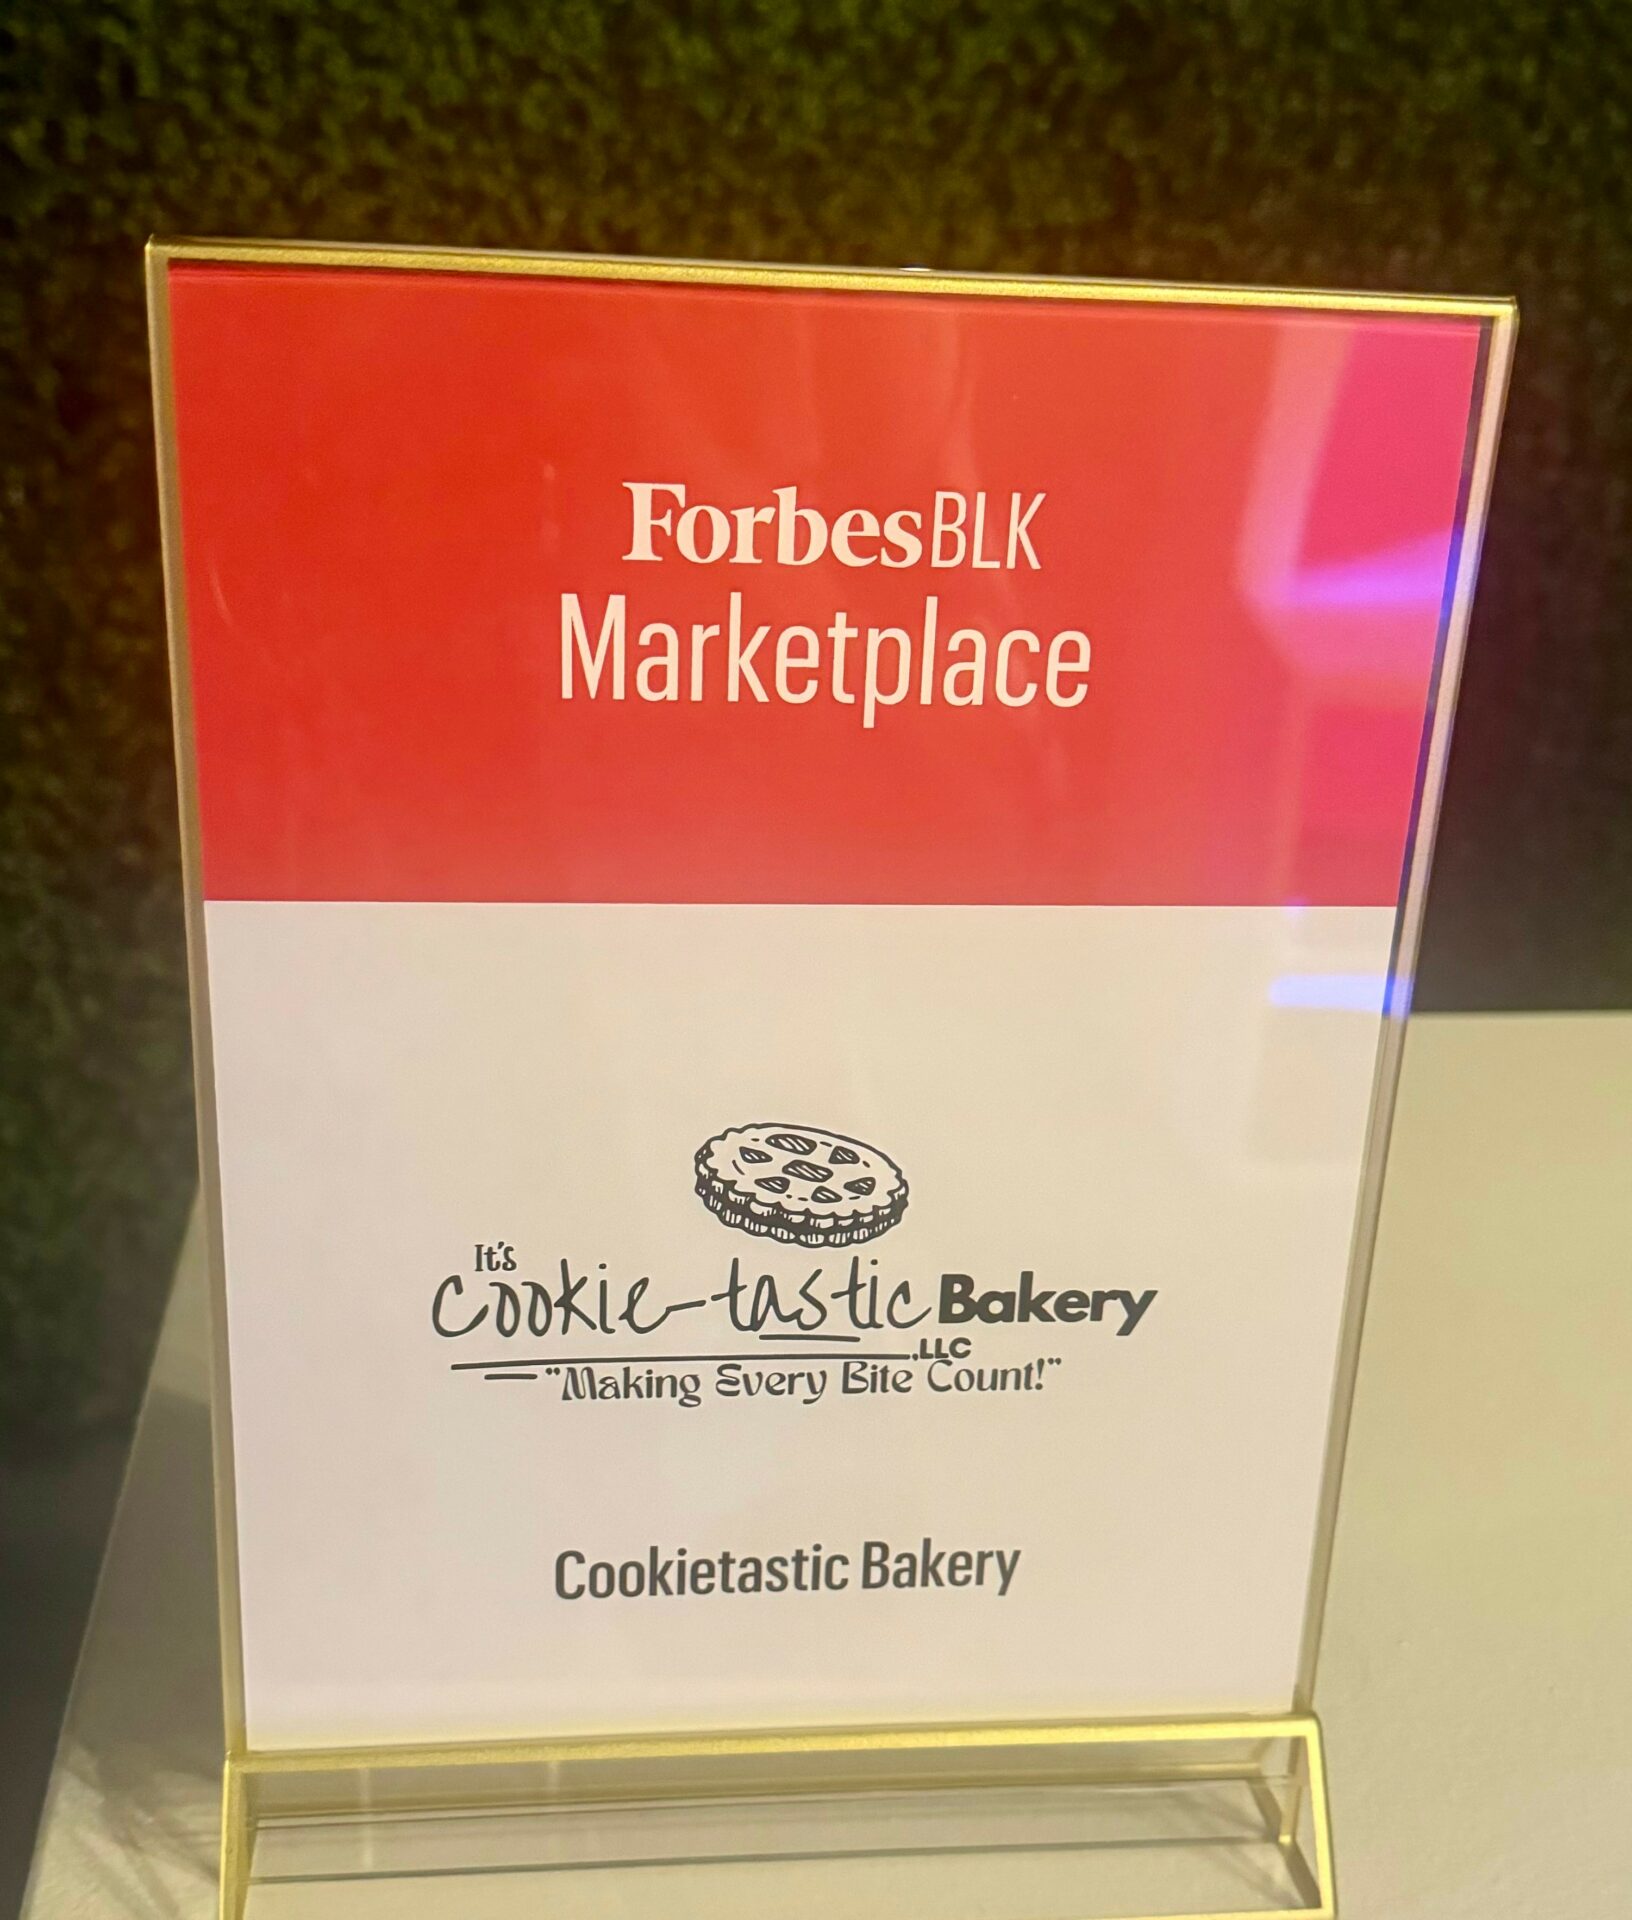 ForbesBLK
Marketplace
It's
Cookie-tastic Bakery
.LLC
"Making Every Bite Count!"
Cookietastic Bakery